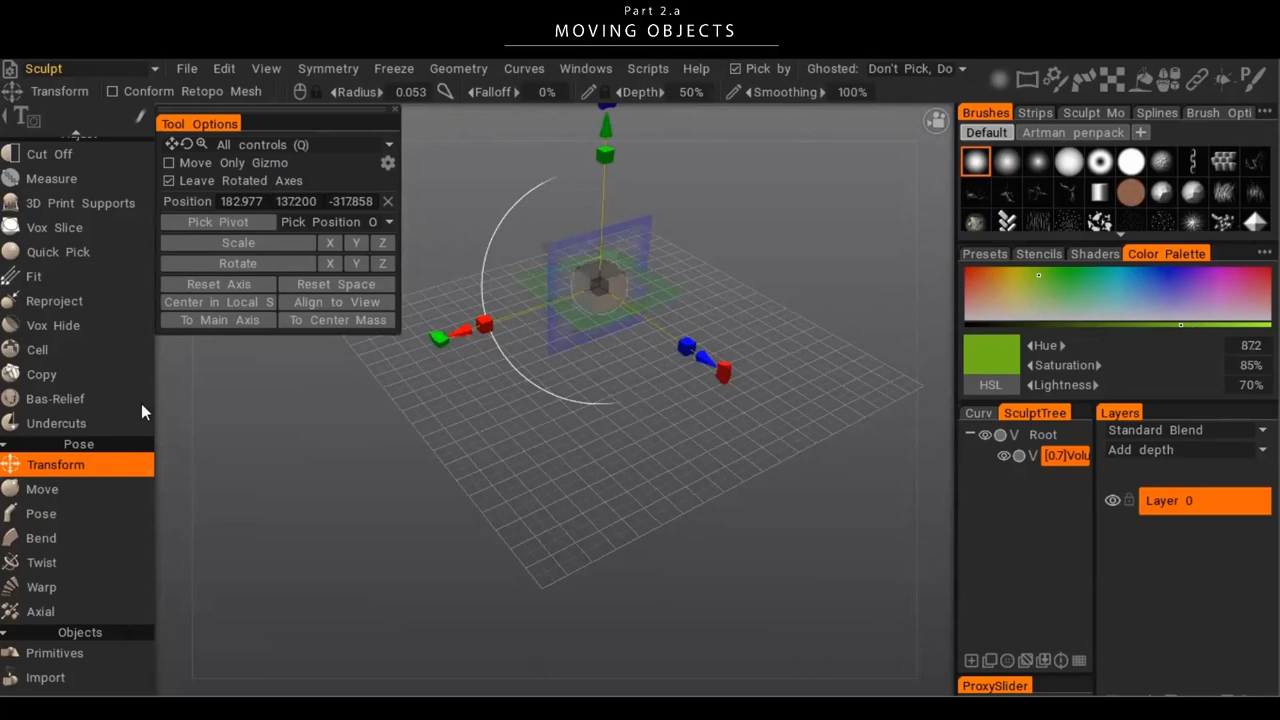 Part 2.a
MOVING OBJECTS
Sculpt File Edit View Symmetry Freeze Geometry Curves Windows Scripts Help Pick by Ghosted: Don't Pick, Do
Transform Conform Retopo Mesh Radius 0.053 Falloff 0% Depth 50% Smoothing 100%
Tool Options
All controls (Q)
Move Only Gizmo
Leave Rotated Axes
Position 182.977 137.200 -317.858
Pick Pivot Pick Position O
Scale X Y Z
Rotate X Y Z
Reset Axis Reset Space
Center in Local S Align to View
To Main Axis To Center Mass
Cut Off
Measure
3D Print Supports
Vox Slice
Quick Pick
Fit
Reproject
Vox Hide
Cell
Copy
Bas-Relief
Undercuts
Pose
Transform
Move
Pose
Bend
Twist
Warp
Axial
Objects
Primitives
Import
Brushes Strips Sculpt Mo Splines Brush Opti
Default Artman penpack
Presets Stencils Shaders Color Palette
Hue 87.2
Saturation 85%
HSL Lightness 70%
Curv SculptTree
V Root
V [0.7]Volu
Layers
Standard Blend
Add depth
Layer 0
ProxySlider